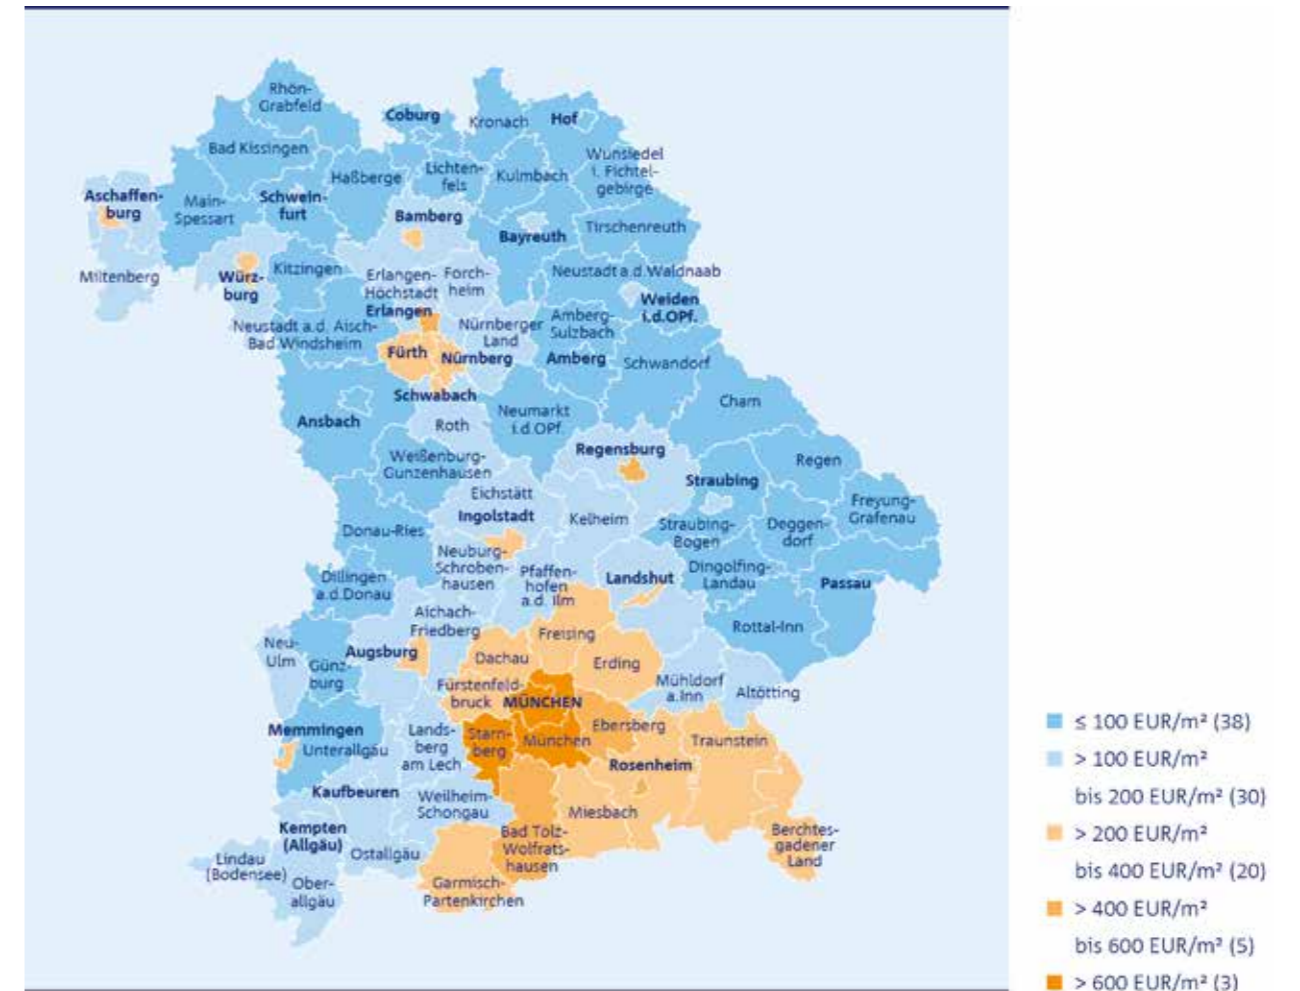 Rhön-
Grabfeld
Coburg
Kronach
Hof
Bad Kissingen
Wunsiedel
i. Fichtel-
gebirge
Haßberge
Lichten-
fels
Kulmbach
Aschaffen-
burg
Main-
Spessart
Schwein-
furt
Bamberg
Bayreuth
Tirschenreuth
Miltenberg
Würz-
burg
Kitzingen
Erlangen-
Höchstadt
Forch-
heim
Neustadt a.d.Waldnaab
Weiden
i.d.OPf.
Erlangen
Neustadt a.d. Aisch-
Bad Windsheim
Nürnberger
Land
Amberg-
Sulzbach
Fürth
Nürnberg
Amberg
Schwandorf
Schwabach
Ansbach
Roth
Neumarkt
i.d.OPf.
Cham
Weißenburg-
Gunzenhausen
Regensburg
Regen
Straubing
Eichstätt
Ingolstadt
Kelheim
Freyung-
Grafenau
Donau-Ries
Straubing-
Bogen
Deggen-
dorf
Neuburg-
Schroben-
hausen
Pfaffen-
hofen
a.d. Ilm
Landshut
Dingolfing-
Landau
Passau
Dillingen
a.d.Donau
Aichach-
Friedberg
Freising
Rottal-Inn
Neu-
Ulm
Günz-
burg
Augsburg
Dachau
Erding
Mühldorf
a.Inn
Altötting
Fürstenfeld-
bruck
MÜNCHEN
Memmingen
Unterallgäu
Lands-
berg
am Lech
Starn-
berg
München
Ebersberg
Traunstein
Rosenheim
Kaufbeuren
Weilheim-
Schongau
Miesbach
Kempten
(Allgäu)
Ostallgäu
Bad Tölz-
Wolfrats-
hausen
Berchtes-
gadener
Land
Lindau
(Bodensee)
Ober-
allgäu
Garmisch-
Partenkirchen
≤ 100 EUR/m² (38)
> 100 EUR/m²
bis 200 EUR/m² (30)
> 200 EUR/m²
bis 400 EUR/m² (20)
> 400 EUR/m²
bis 600 EUR/m² (5)
> 600 EUR/m² (3)